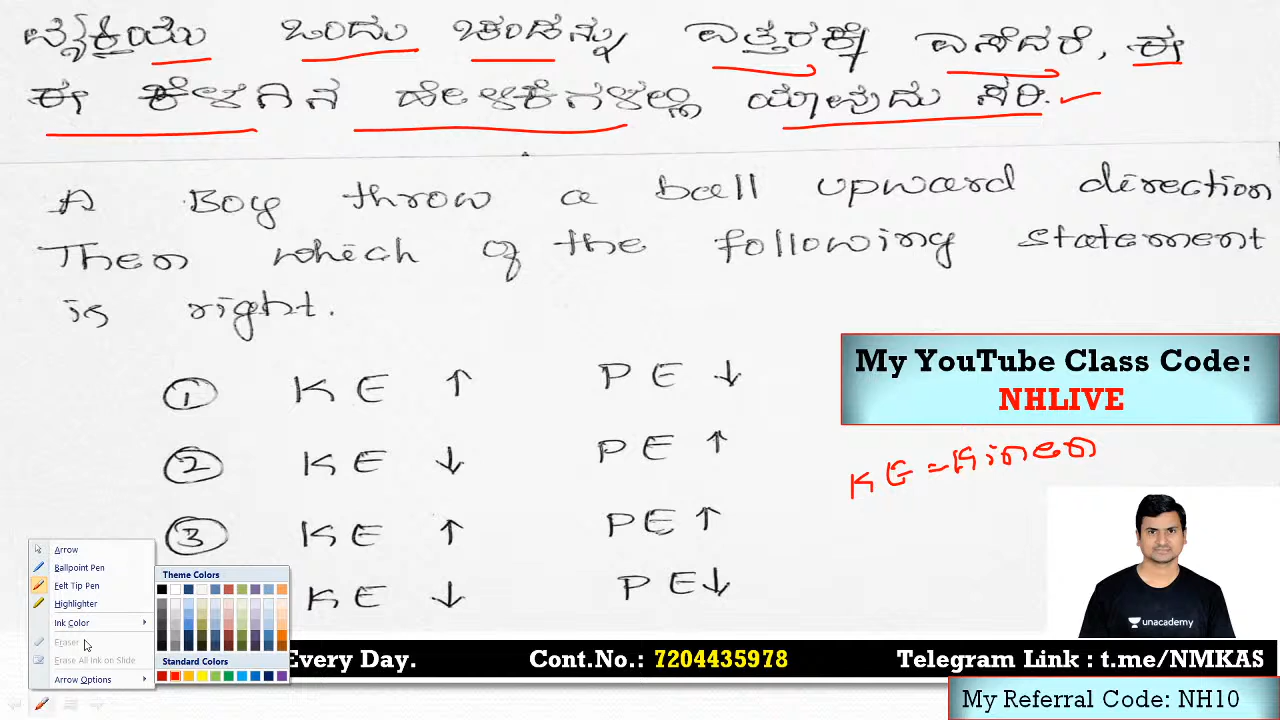 ವ್ಯಕ್ತಿಯು ಒಂದು ಚಂಡನ್ನು ಎತ್ತರಕ್ಕೆ ಎಸೆದರೆ, ಈ
ಈ ಕೆಳಗಿನ ಹೇಳಿಕೆಗಳಲ್ಲಿ ಯಾವುದು ಸರಿ.
A Boy throw a ball upward direction
Then which of the following statement
is right.
① KE ↑ PE ↓
② KE ↓ PE ↑
③ KE ↑ PE ↑
KE ↓ PE ↓
My YouTube Class Code:
NHLIVE
KE = Kineen
unacademy
Arrow
Ballpoint Pen
Felt Tip Pen
Highlighter
Ink Color
Eraser
Erase All Ink on Slide
Arrow Options
Theme Colors
Standard Colors
Every Day. Cont.No.: 7204435978 Telegram Link : t.me/NMKAS
My Referral Code: NH10